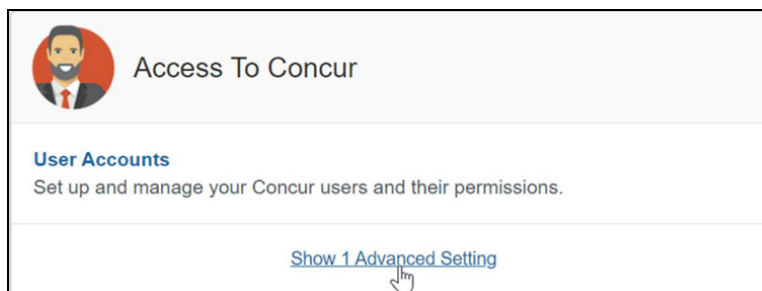 Access To Concur
User Accounts
Set up and manage your Concur users and their permissions.
Show 1 Advanced Setting